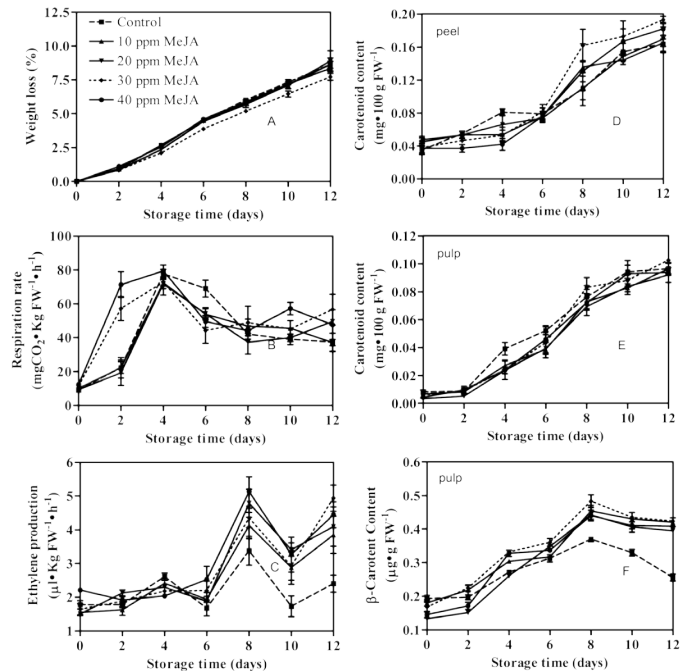 12.5
10.0
7.5
5.0
2.5
0.0
Weight loss (%)
Control
10 ppm MeJA
20 ppm MeJA
30 ppm MeJA
40 ppm MeJA
A
0 2 4 6 8 10 12
Storage time (days)
0.20
0.16
0.12
0.08
0.04
0.00
Carotenoid content
(mg•100 g FW⁻¹)
peel
D
0 2 4 6 8 10 12
Storage time (days)
100
80
60
40
20
0
Respiration rate
(mgCO₂•Kg FW⁻¹•h⁻¹)
B
0 2 4 6 8 10 12
Storage time (days)
0.12
0.10
0.08
0.06
0.04
0.02
0.00
Carotenoid content
(mg•100 g FW⁻¹)
pulp
E
0 2 4 6 8 10 12
Storage time (days)
6
5
4
3
2
1
Ethylene production
(µl•Kg FW⁻¹•h⁻¹)
C
0 2 4 6 8 10 12
Storage time (days)
0.6
0.5
0.4
0.3
0.2
0.1
β-Carotent Content
(µg•g FW⁻¹)
pulp
F
0 2 4 6 8 10 12
Storage time (days)